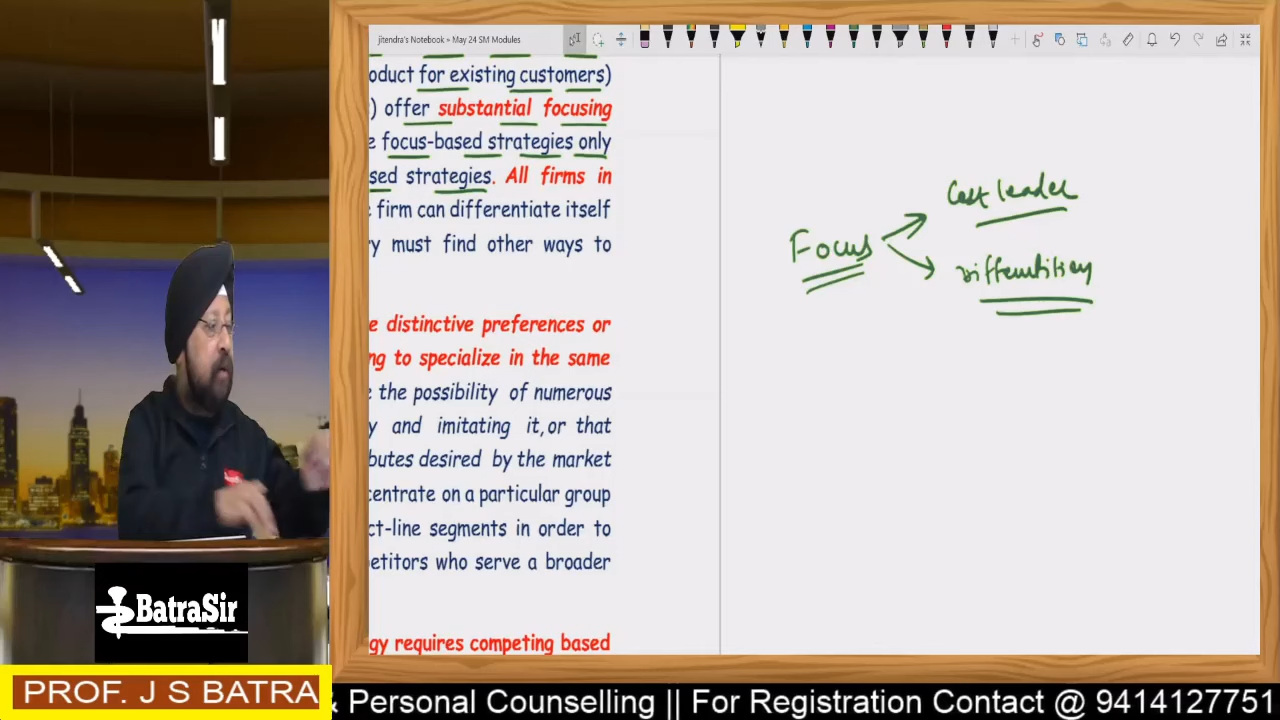 jitendra's Notebook » May 24 SM Modules
oduct for existing customers)
) offer substantial focusing
e focus-based strategies only
sed strategies. All firms in
e firm can differentiate itself
ry must find other ways to
Focus
Cost leader
e distinctive preferences or
ng to specialize in the same
e the possibility of numerous
y and imitating it, or that
butes desired by the market
centrate on a particular group
ct-line segments in order to
petitors who serve a broader
gy requires competing based
BatraSir
PROF. J S BATRA
& Personal Counselling || For Registration Contact @ 9414127751